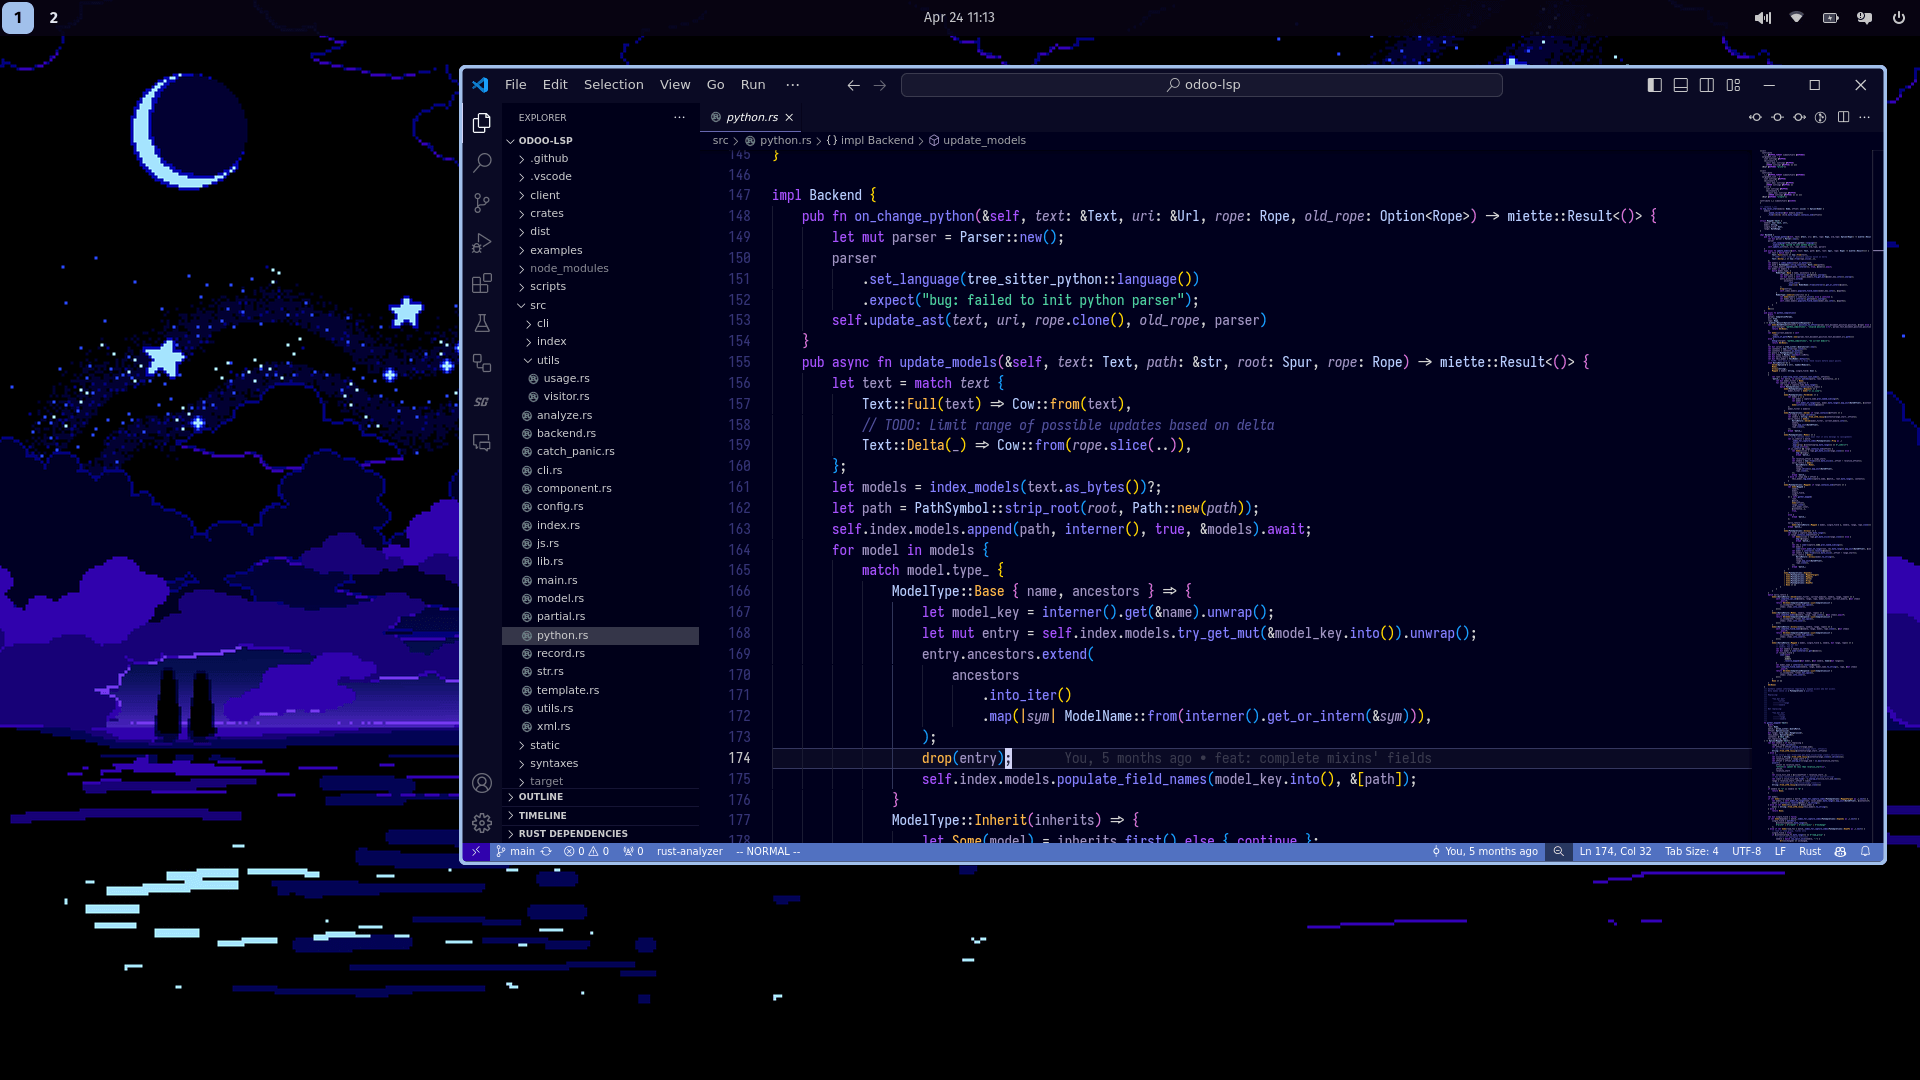 1 2 Apr 24 11:13
File Edit Selection View Go Run ··· odoo-lsp
EXPLORER ···
ODOO-LSP
.github
.vscode
client
crates
dist
examples
node_modules
scripts
src
cli
index
utils
usage.rs
visitor.rs
analyze.rs
backend.rs
catch_panic.rs
cli.rs
component.rs
config.rs
index.rs
js.rs
lib.rs
main.rs
model.rs
partial.rs
python.rs
record.rs
str.rs
template.rs
utils.rs
xml.rs
static
syntaxes
target
OUTLINE
TIMELINE
RUST DEPENDENCIES
python.rs
src > python.rs > {} impl Backend > update_models
145 }
146
147 impl Backend {
148 pub fn on_change_python(&self, text: &Text, uri: &Url, rope: Rope, old_rope: Option<Rope>) -> miette::Result<()> {
149 let mut parser = Parser::new();
150 parser
151 .set_language(tree_sitter_python::language())
152 .expect("bug: failed to init python parser");
153 self.update_ast(text, uri, rope.clone(), old_rope, parser)
154 }
155 pub async fn update_models(&self, text: Text, path: &str, root: Spur, rope: Rope) -> miette::Result<()> {
156 let text = match text {
157 Text::Full(text) => Cow::from(text),
158 // TODO: Limit range of possible updates based on delta
159 Text::Delta(_) => Cow::from(rope.slice(..)),
160 };
161 let models = index_models(text.as_bytes())?;
162 let path = PathSymbol::strip_root(root, Path::new(path));
163 self.index.models.append(path, interner(), true, &models).await;
164 for model in models {
165 match model.type_ {
166 ModelType::Base { name, ancestors } => {
167 let model_key = interner().get(&name).unwrap();
168 let mut entry = self.index.models.try_get_mut(&model_key.into()).unwrap();
169 entry.ancestors.extend(
170 ancestors
171 .into_iter()
172 .map(|sym| ModelName::from(interner().get_or_intern(&sym))),
173 );
174 drop(entry); You, 5 months ago • feat: complete mixins' fields
175 self.index.models.populate_field_names(model_key.into(), &[path]);
176 }
177 ModelType::Inherit(inherits) => {
178 let Some(model) = inherits.first() else { continue };
main 0 0 0 rust-analyzer -- NORMAL -- You, 5 months ago Ln 174, Col 32 Tab Size: 4 UTF-8 LF Rust